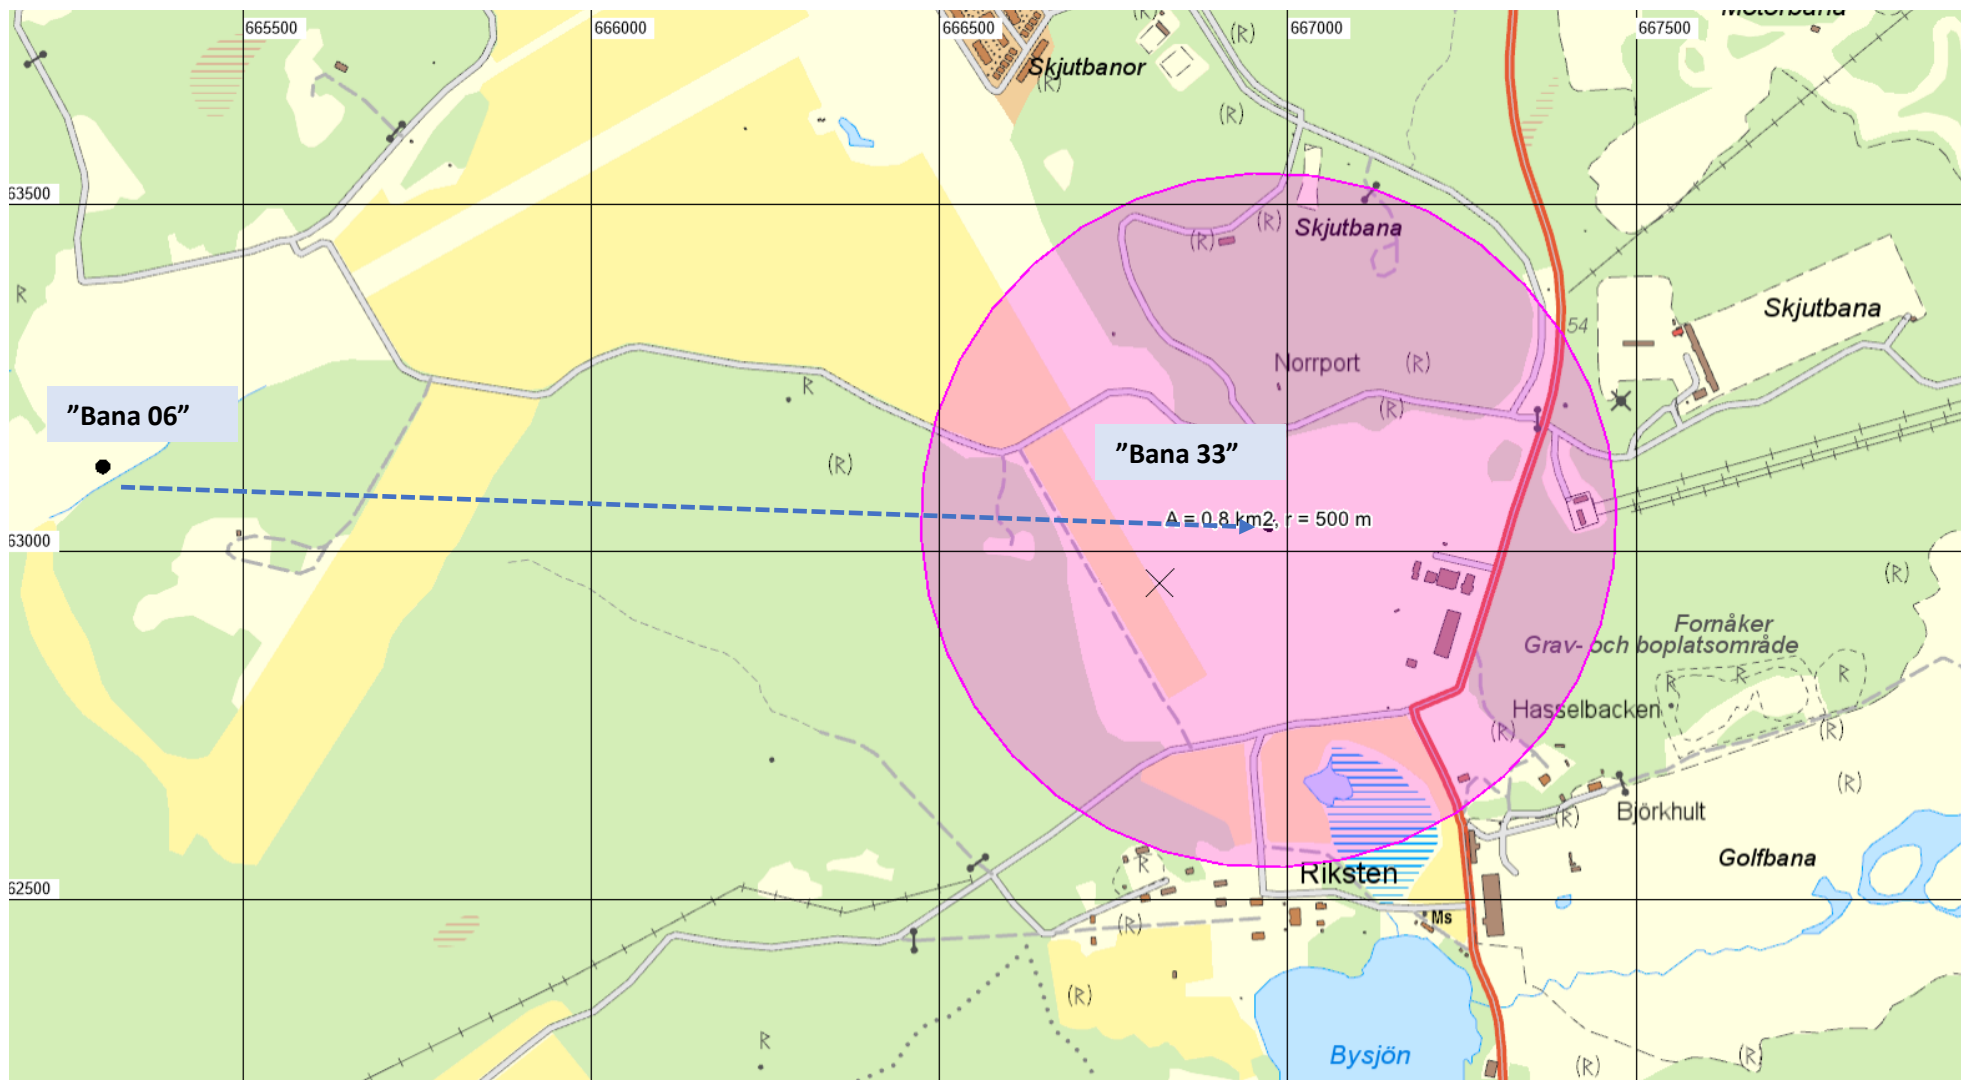 665500
666000
666500
667000
667500
Motorbana
(R)
(R)
Skjutbanor
(R)
(R)
63500
(R)
(R)
Skjutbana
R
Skjutbana
54
Norrport
(R)
R
(R)
"Bana 06"
"Bana 33"
(R)
A = 0.8 km2, r = 500 m
63000
(R)
Fornåker
Grav- och boplatsområde
R
R
R
Hasselbacken
(R)
(R)
(R)
Björkhult
(R)
Golfbana
R
Riksten
62500
Ms
(R)
(R)
R
Bysjön
(R)
(R)